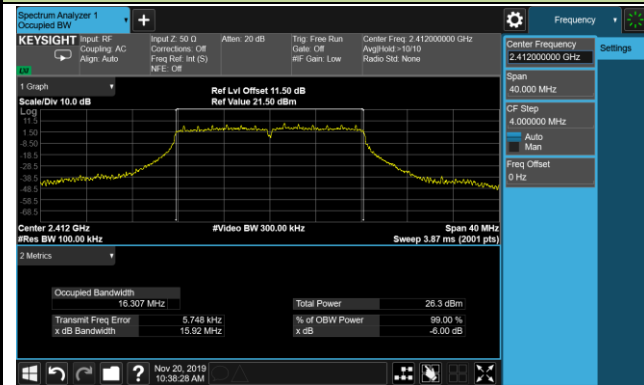 Spectrum Analyzer 1
Occupied BW
Frequency
KEYSIGHT
Input: RF
Coupling: AC
Align: Auto
Input Z: 50 Ω
Corrections: Off
Freq Ref: Int (S)
NFE: Off
Atten: 20 dB
Trig: Free Run
Gate: Off
#IF Gain: Low
Center Freq: 2.412000000 GHz
Avg|Hold:>10/10
Radio Std: None
Center Frequency
2.412000000 GHz
Settings
Span
40.000 MHz
CF Step
4.000000 MHz
Auto
Man
Freq Offset
0 Hz
1 Graph
Scale/Div 10.0 dB
Ref Lvl Offset 11.50 dB
Ref Value 21.50 dBm
Log
11.5
1.50
-8.50
-18.5
-28.5
-38.5
-48.5
-58.5
-68.5
Center 2.412 GHz
#Res BW 100.00 kHz
#Video BW 300.00 kHz
Span 40 MHz
Sweep 3.87 ms (2001 pts)
2 Metrics
Occupied Bandwidth
16.307 MHz
Transmit Freq Error 5.748 kHz
x dB Bandwidth 15.92 MHz
Total Power 26.3 dBm
% of OBW Power 99.00 %
x dB -6.00 dB
Nov 20, 2019
10:38:28 AM